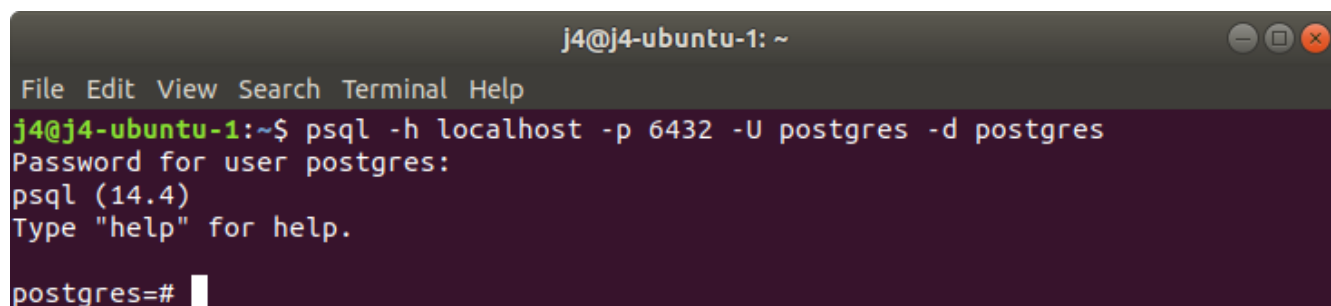 j4@j4-ubuntu-1: ~
File Edit View Search Terminal Help
j4@j4-ubuntu-1:~$ psql -h localhost -p 6432 -U postgres -d postgres
Password for user postgres:
psql (14.4)
Type "help" for help.
postgres=#